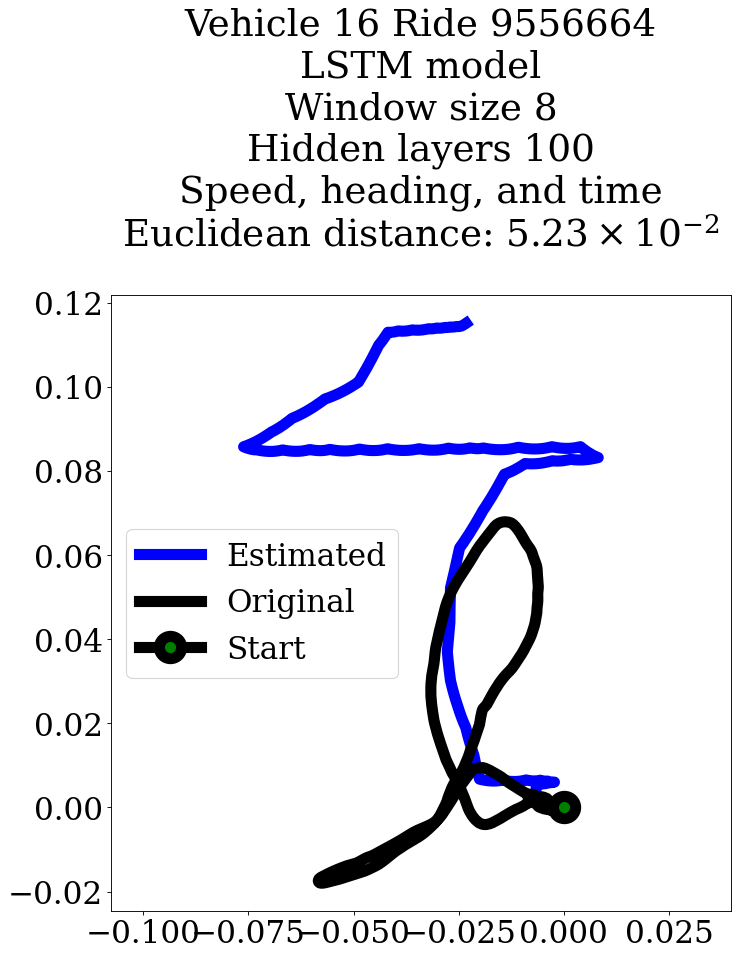 Vehicle 16 Ride 9556664
LSTM model
Window size 8
Hidden layers 100
Speed, heading, and time
Euclidean distance: 5.23 × 10⁻²
0.12
0.10
0.08
0.06
0.04
0.02
0.00
−0.02
Estimated
Original
Start
−0.100 −0.075 −0.050 −0.025 0.000 0.025